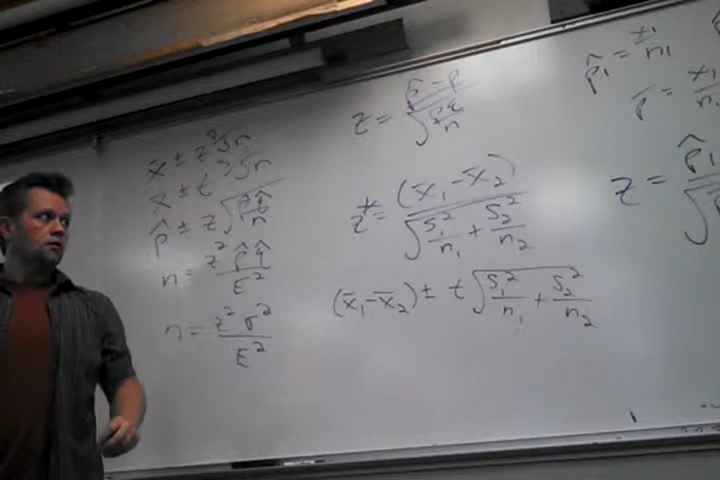 x̄ ± z σ/√n
x̄ ± t s/√n
p̂ ± z √(p̂q̂/n)
n = z² p̂ q̂ / E²
n = z² σ² / E²
z = (p̂ − p) / √(pq/n)
z* = (x̄₁ − x̄₂) / √(s₁²/n₁ + s₂²/n₂)
(x̄₁ − x̄₂) ± t √(s₁²/n₁ + s₂²/n₂)
p̂₁ = x₁/n₁
p̄ = x₁
z = p̂₁